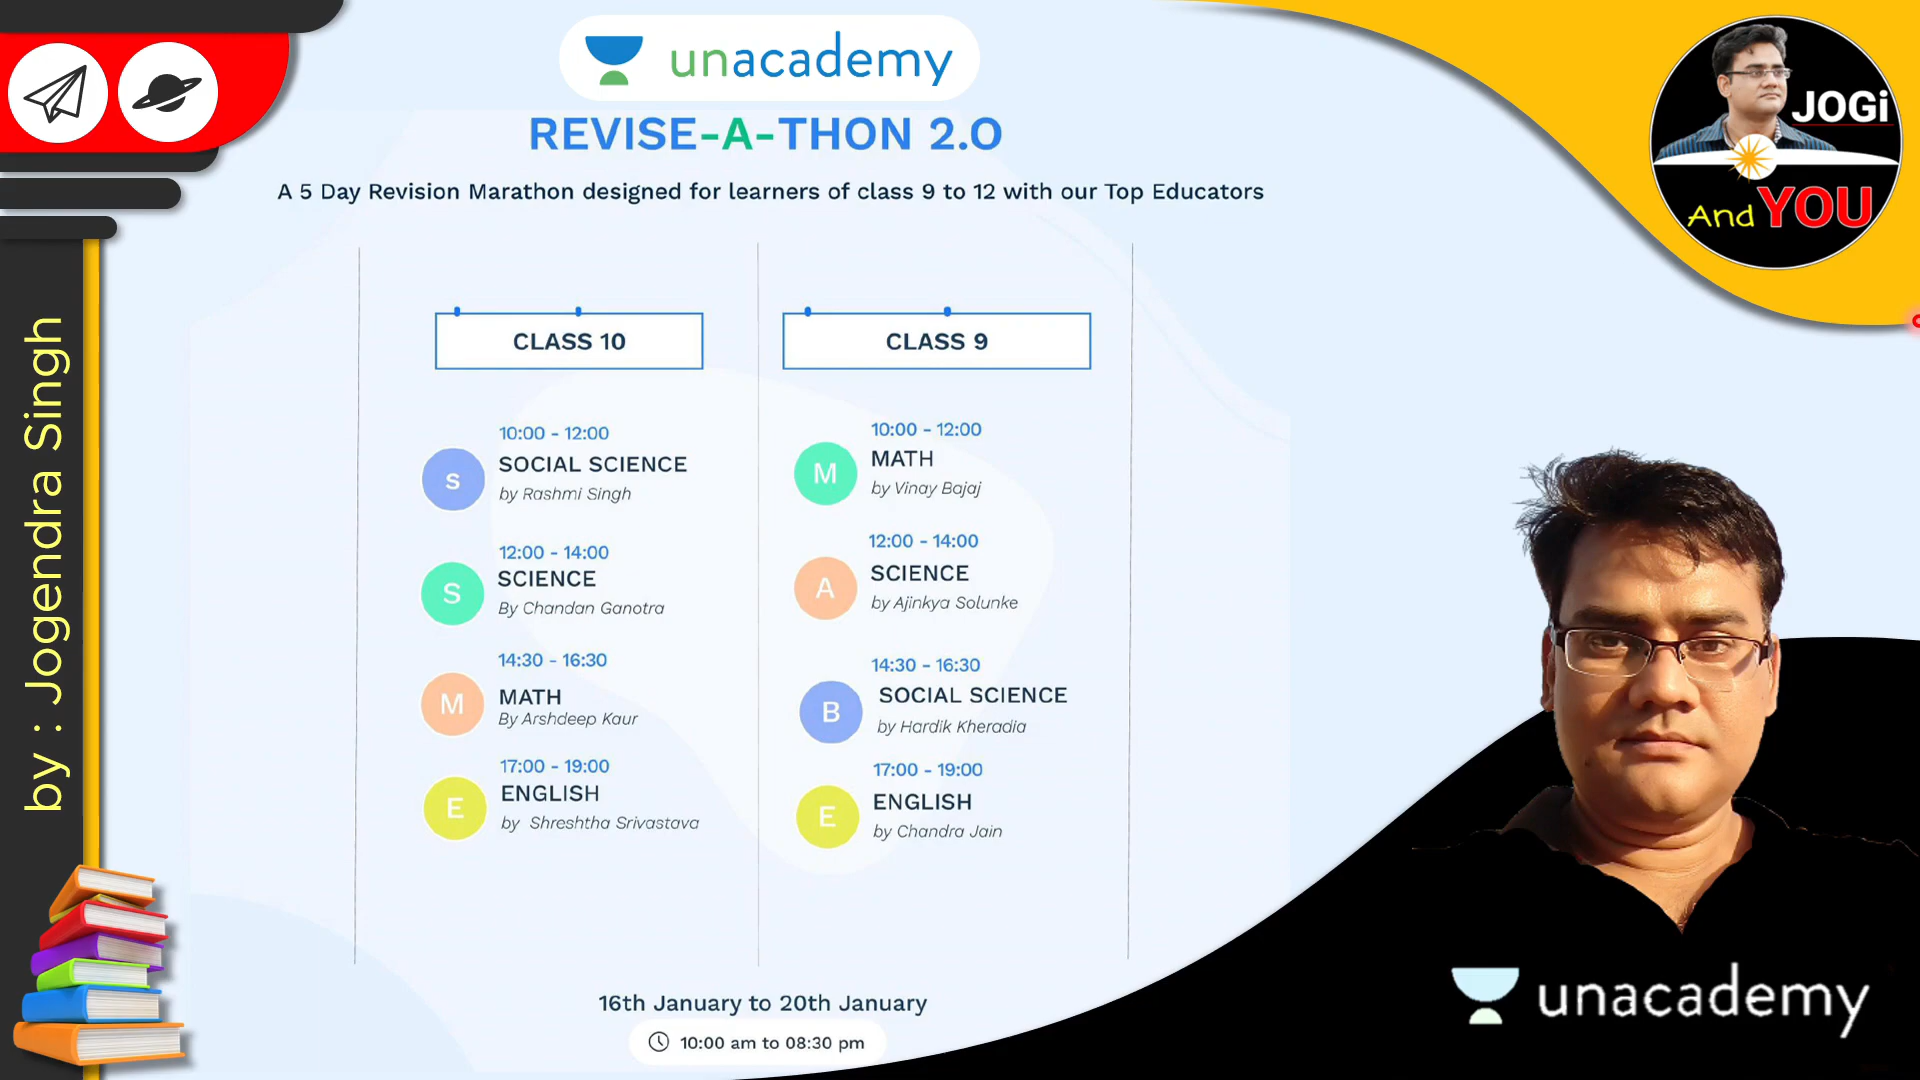 unacademy
REVISE-A-THON 2.O
A 5 Day Revision Marathon designed for learners of class 9 to 12 with our Top Educators
JOGi
And YOU
by : Jogendra Singh
CLASS 10
10:00 - 12:00
s
SOCIAL SCIENCE
by Rashmi Singh
12:00 - 14:00
S
SCIENCE
By Chandan Ganotra
14:30 - 16:30
M
MATH
By Arshdeep Kaur
17:00 - 19:00
E
ENGLISH
by Shreshtha Srivastava
CLASS 9
10:00 - 12:00
M
MATH
by Vinay Bajaj
12:00 - 14:00
A
SCIENCE
by Ajinkya Solunke
14:30 - 16:30
B
SOCIAL SCIENCE
by Hardik Kheradia
17:00 - 19:00
E
ENGLISH
by Chandra Jain
16th January to 20th January
10:00 am to 08:30 pm
unacademy